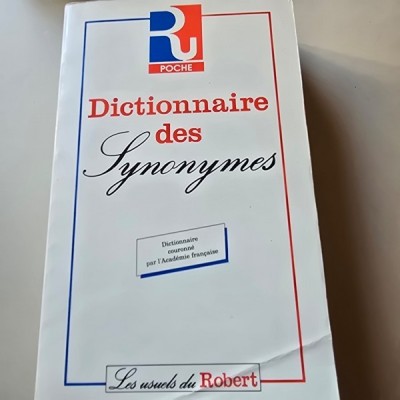 Ru
POCHE
Dictionnaire
des
Synonymes
Dictionnaire
couronné
par l'Académie française
Les usuels du Robert